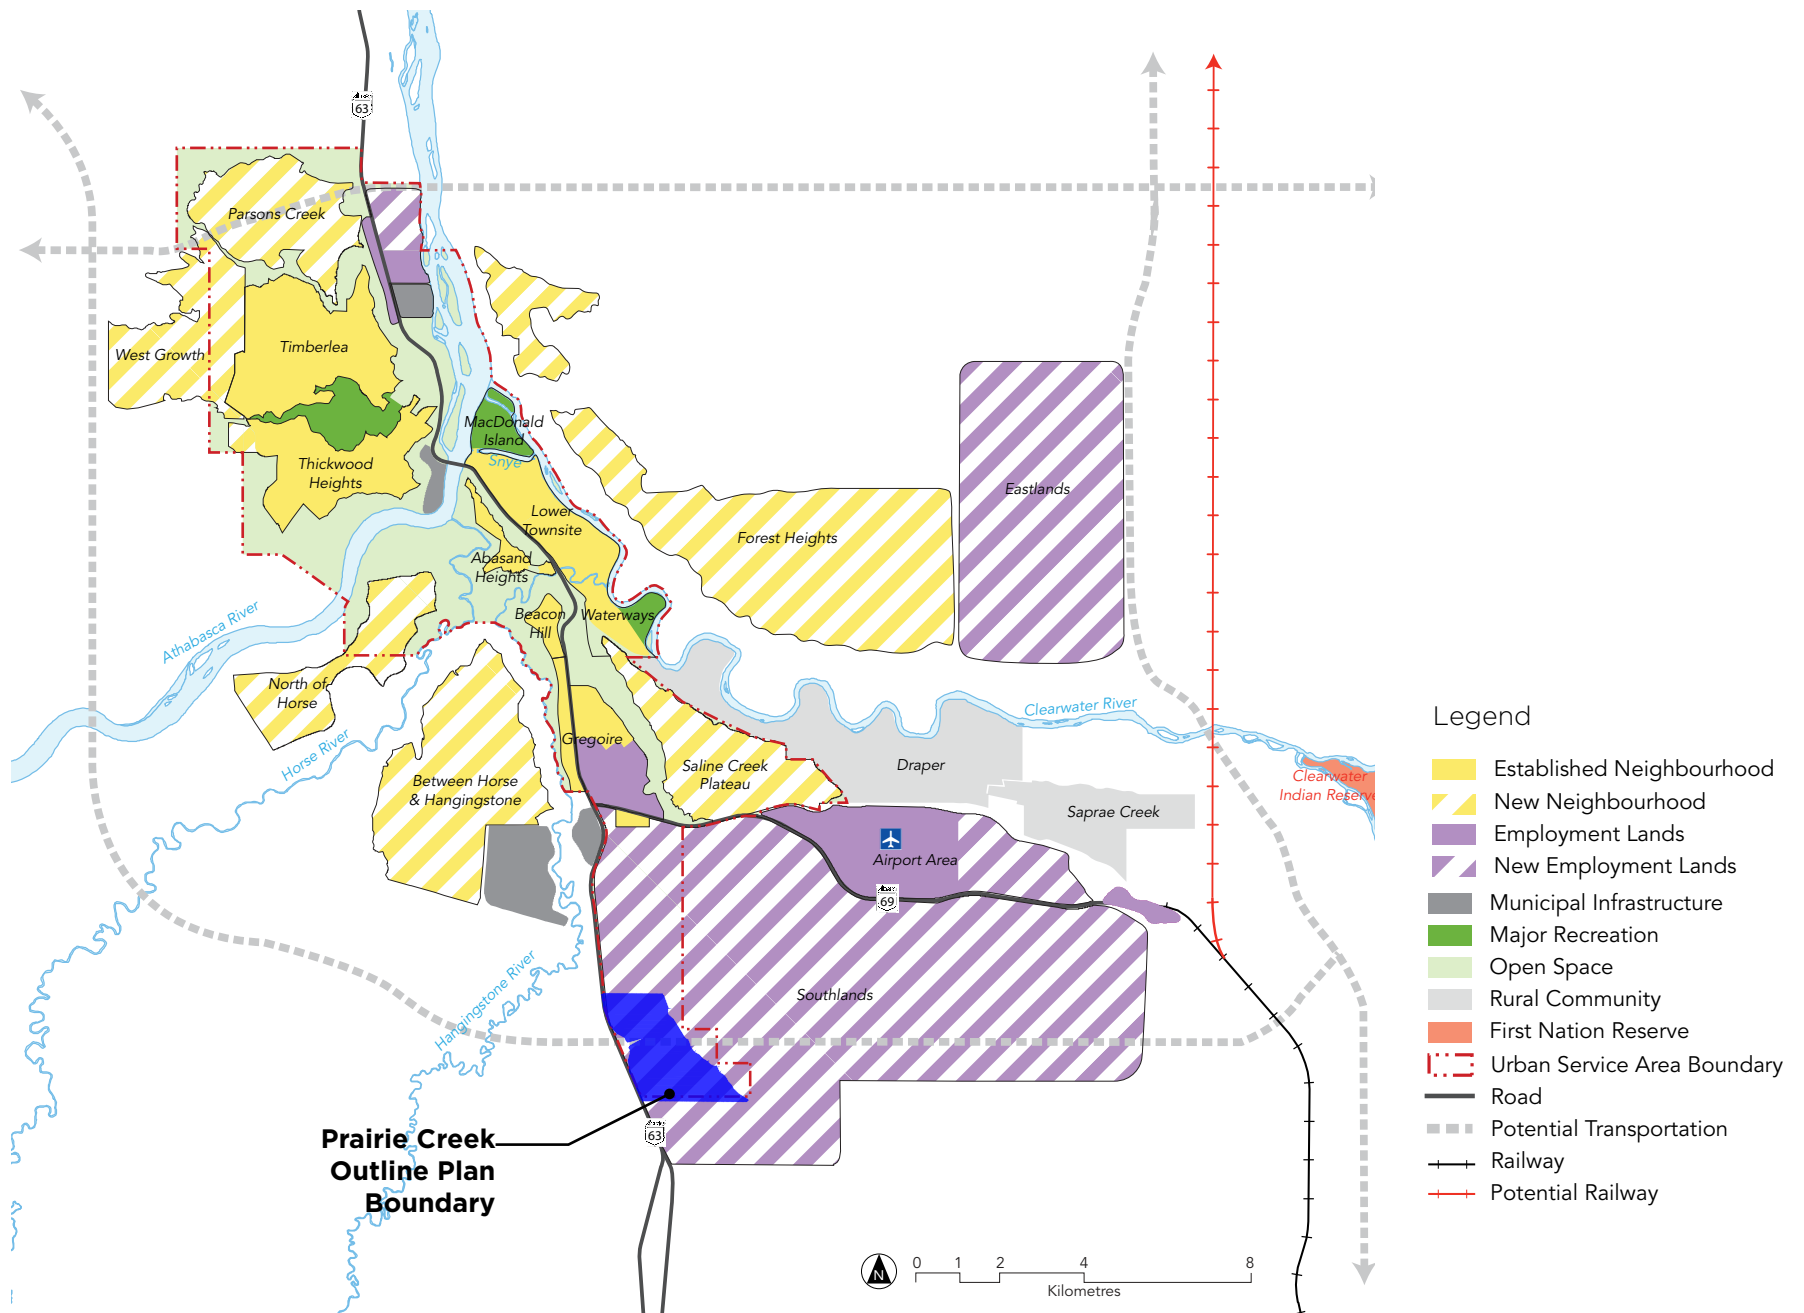 63
Parsons Creek
Timberlea
West Growth
MacDonald
Island
Snye
Thickwood
Heights
Eastlands
Lower
Townsite
Forest Heights
Abasand
Heights
Beacon
Hill
Waterways
Athabasca River
North of
Horse
Clearwater River
Horse River
Gregoire
Saline Creek
Plateau
Draper
Clearwater
Indian Reserve
Between Horse
& Hangingstone
Saprae Creek
Airport Area
69
Hangingstone River
Southlands
63
Prairie Creek
Outline Plan
Boundary
N
0 1 2 4 8
Kilometres
Legend
Established Neighbourhood
New Neighbourhood
Employment Lands
New Employment Lands
Municipal Infrastructure
Major Recreation
Open Space
Rural Community
First Nation Reserve
Urban Service Area Boundary
Road
Potential Transportation
Railway
Potential Railway